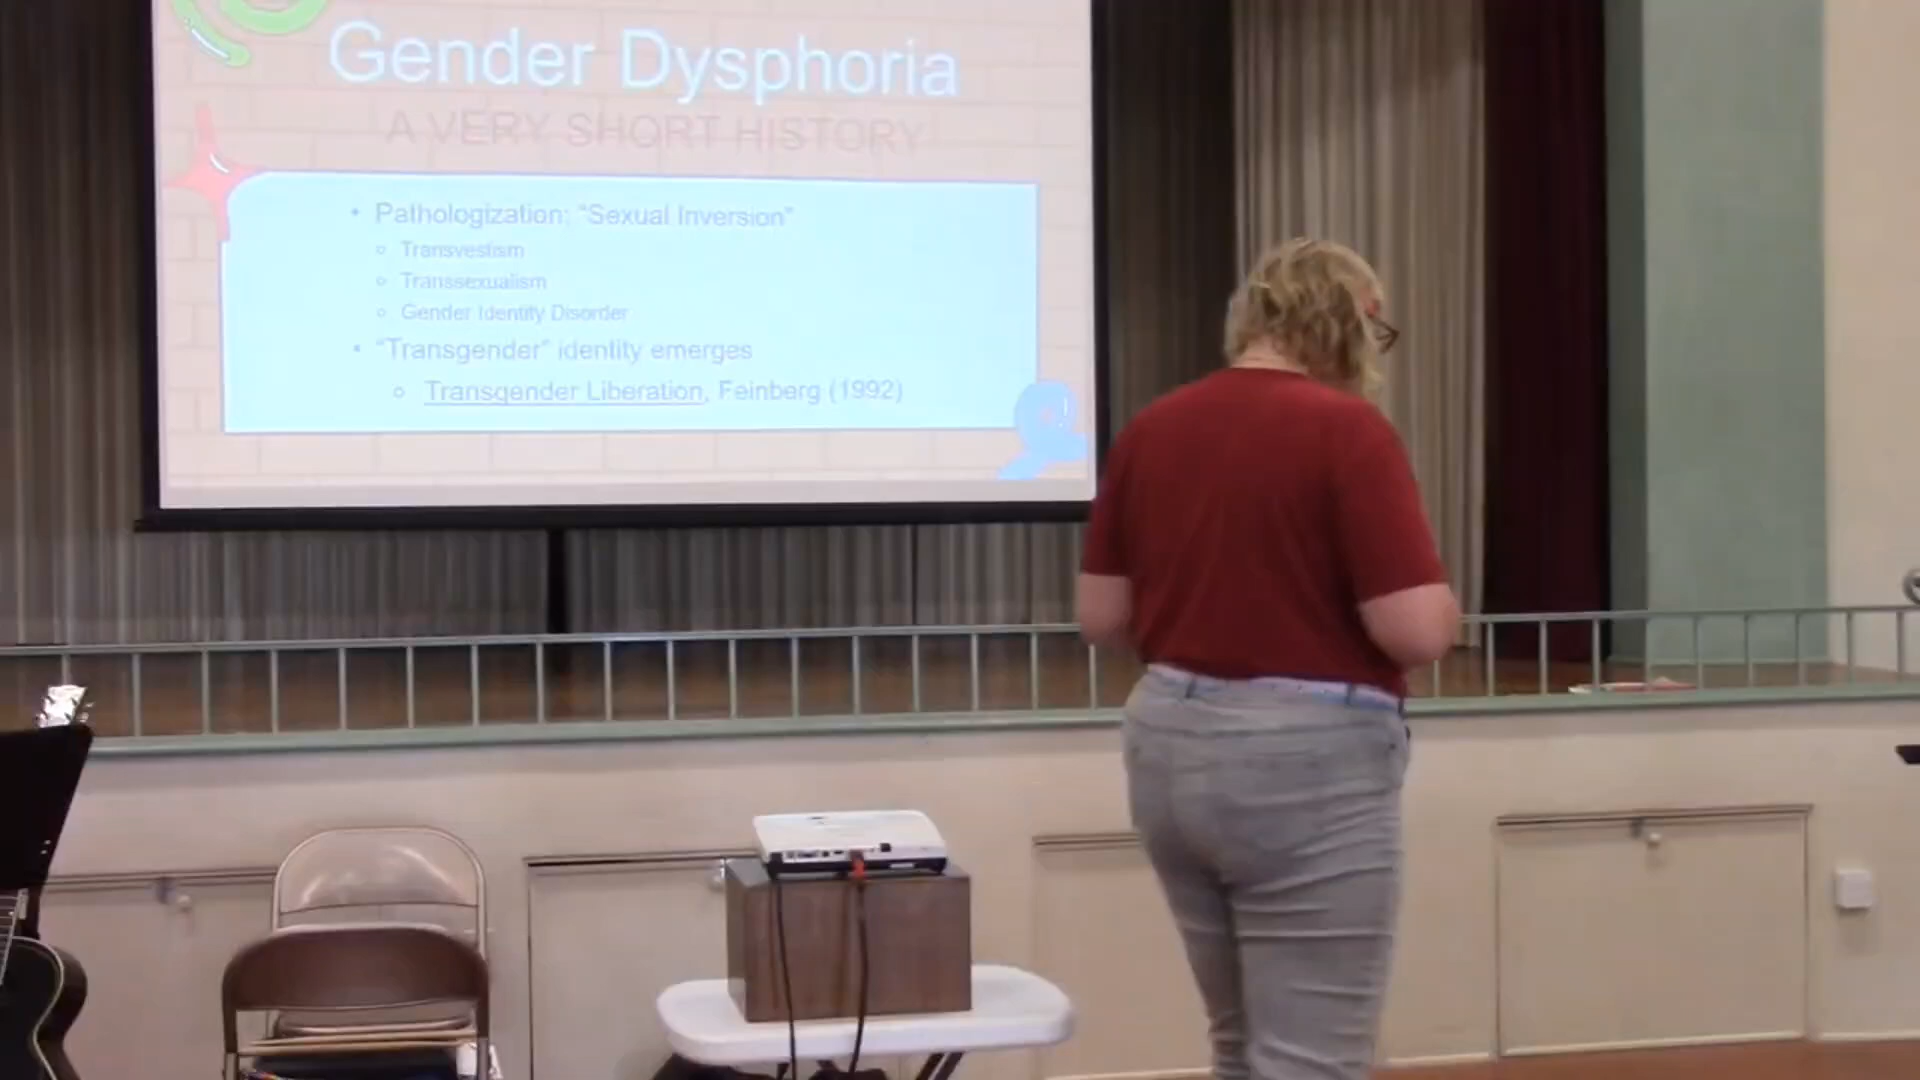 Gender Dysphoria
A VERY SHORT HISTORY
• Pathologization; "Sexual Inversion"
○ Transvestism
○ Transsexualism
○ Gender Identity Disorder
• "Transgender" identity emerges
○ Transgender Liberation, Feinberg (1992)